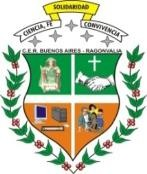 SOLIDARIDAD
CIENCIA, FE CONVIVENCIA
C.E.R. BUENOS AIRES - RAGONVALIA